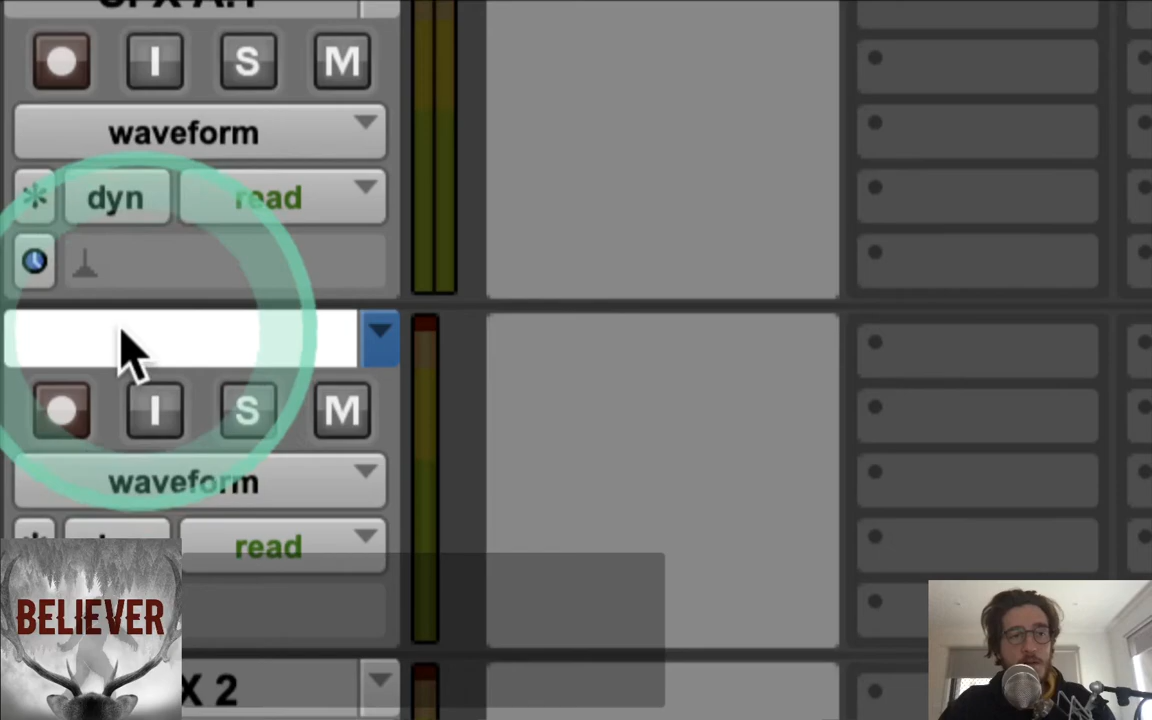 I S M
waveform
dyn read
I S M
waveform
read
BELIEVER
X 2